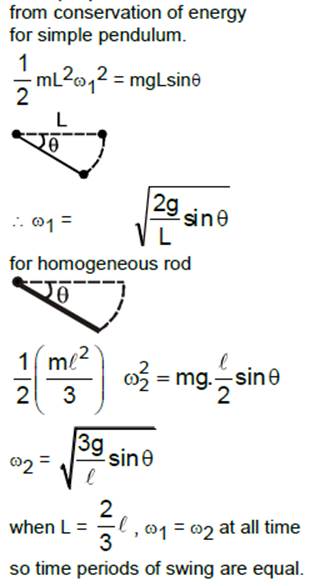 from conservation of energy
for simple pendulum.
1/2 mL²ω₁² = mgLsinθ
L
θ
∴ ω₁ = √(2g/L sinθ)
for homogeneous rod
θ
1/2 (mℓ²/3) ω₂² = mg.ℓ/2 sinθ
ω₂ = √(3g/ℓ sinθ)
when L = 2/3 ℓ , ω₁ = ω₂ at all time
so time periods of swing are equal.